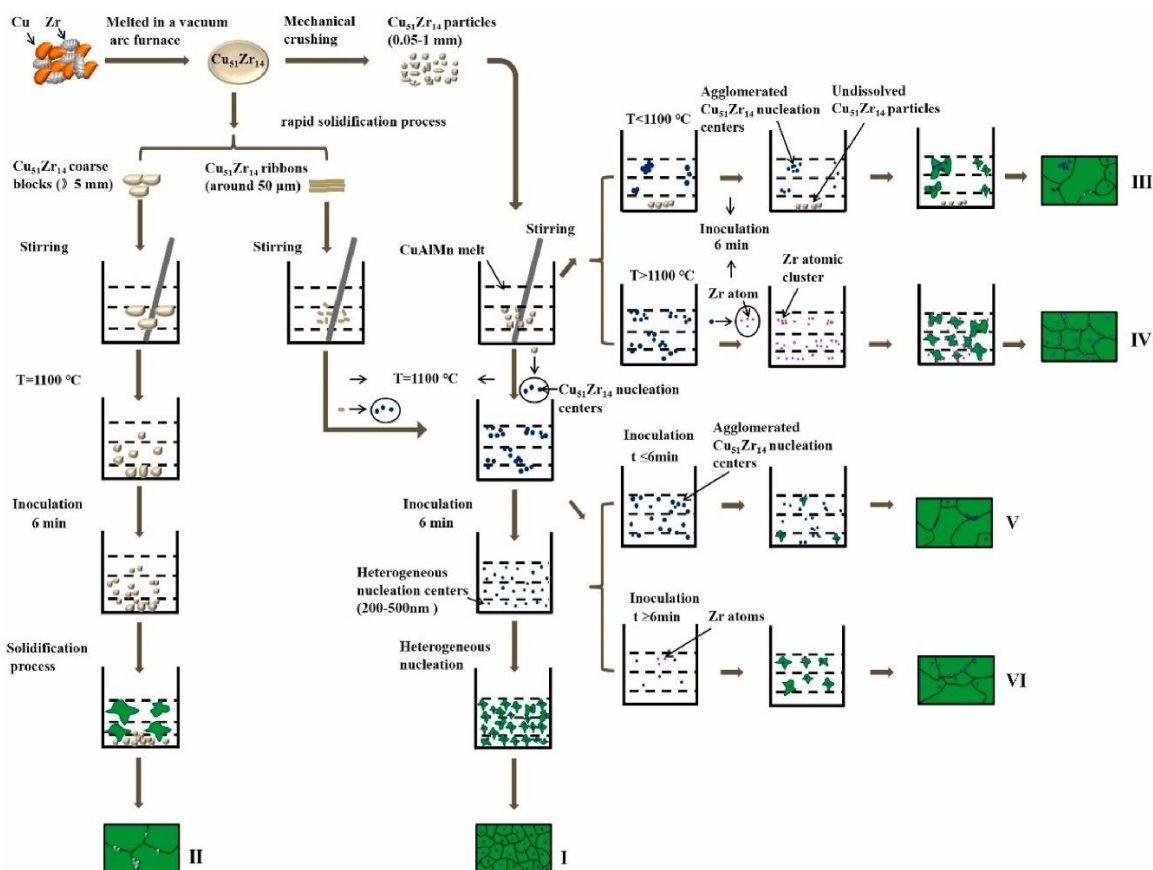 Cu
Zr
Melted in a vacuum
arc furnace
Cu₅₁Zr₁₄
Mechanical
crushing
Cu₅₁Zr₁₄ particles
(0.05-1 mm)
rapid solidification process
Cu₅₁Zr₁₄ coarse
blocks (》 5 mm)
Cu₅₁Zr₁₄ ribbons
(around 50 μm)
Stirring
Stirring
CuAlMn melt
Stirring
T=1100 °C
T=1100 °C
Cu₅₁Zr₁₄ nucleation
centers
Inoculation
6 min
Inoculation
6 min
Heterogeneous
nucleation centers
(200-500nm )
Solidification
process
Heterogeneous
nucleation
II
I
T<1100 °C
Agglomerated
Cu₅₁Zr₁₄ nucleation
centers
Undissolved
Cu₅₁Zr₁₄ particles
III
Inoculation
6 min
T>1100 °C
Zr atom
Zr atomic
cluster
IV
Inoculation
t ≤6min
Agglomerated
Cu₅₁Zr₁₄ nucleation
centers
V
Inoculation
t ≥6min
Zr atoms
VI